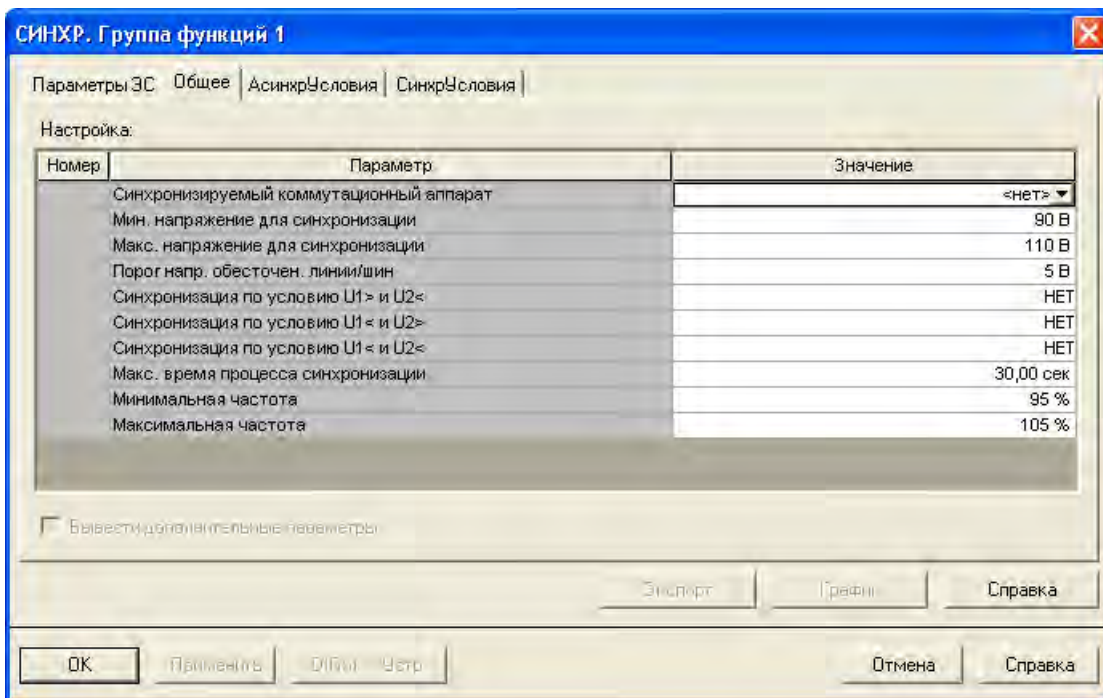 СИНХР. Группа функций 1
Параметры ЭС Общее АсинхрУсловия СинхрУсловия
Настройка:
Номер Параметр Значение
Синхронизируемый коммутационный аппарат <нет>
Мин. напряжение для синхронизации 90 В
Макс. напряжение для синхронизации 110 В
Порог напр. обесточен. линии/шин 5 В
Синхронизация по условию U1> и U2< НЕТ
Синхронизация по условию U1< и U2> НЕТ
Синхронизация по условию U1< и U2< НЕТ
Макс. время процесса синхронизации 30,00 сек
Минимальная частота 95 %
Максимальная частота 105 %
Вывести дополнительные параметры
Экспорт График Справка
OK Применить Отмена Справка